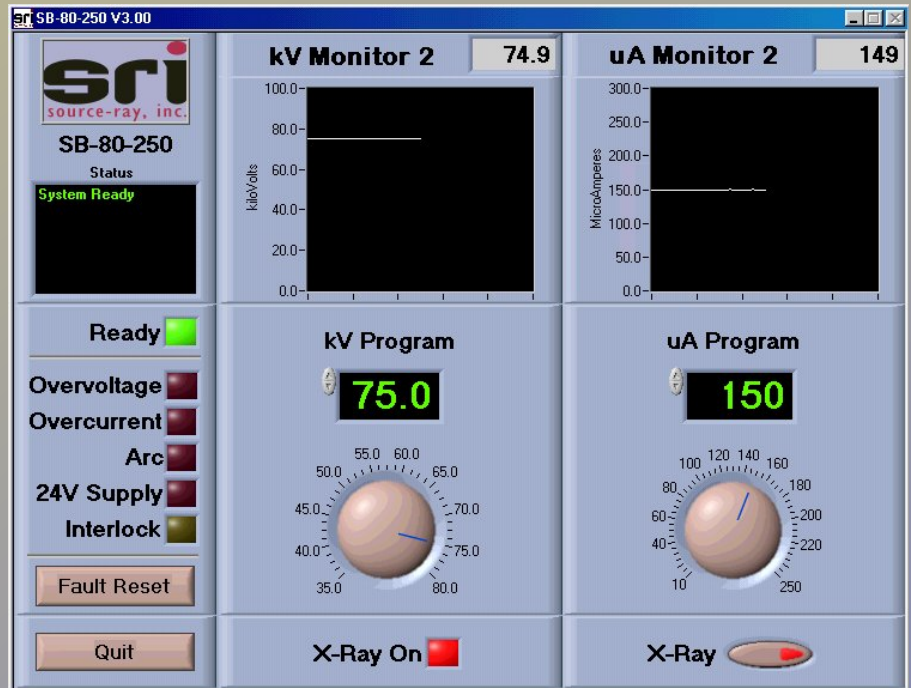 sri SB-80-250 V3.00
sri
source-ray, inc.
SB-80-250
Status
System Ready
Ready
Overvoltage
Overcurrent
Arc
24V Supply
Interlock
Fault Reset
Quit
kV Monitor 2 74.9
100.0
80.0
60.0
40.0
20.0
0.0
kiloVolts
kV Program
75.0
35.0 40.0 45.0 50.0 55.0 60.0 65.0 70.0 75.0 80.0
X-Ray On
uA Monitor 2 149
300.0
250.0
200.0
150.0
100.0
50.0
0.0
MicroAmperes
uA Program
150
10 40 60 80 100 120 140 160 180 200 220 250
X-Ray